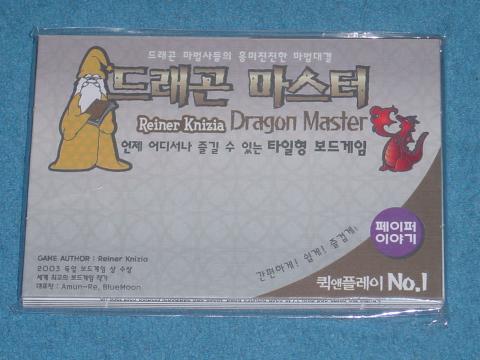 드래곤 마법사들의 흥미진진한 마법대결
드래곤 마스터
Reiner Knizia Dragon Master
언제 어디서나 즐길 수 있는 타일형 보드게임
페이퍼
이야기
간편하게! 쉽게! 즐겁게!
GAME AUTHOR : Reiner Knizia
2003 독일 보드게임 상 수상
세계 최고의 보드게임 작가
대표작 : Amun-Re, BlueMoon
퀵앤플레이 No.1